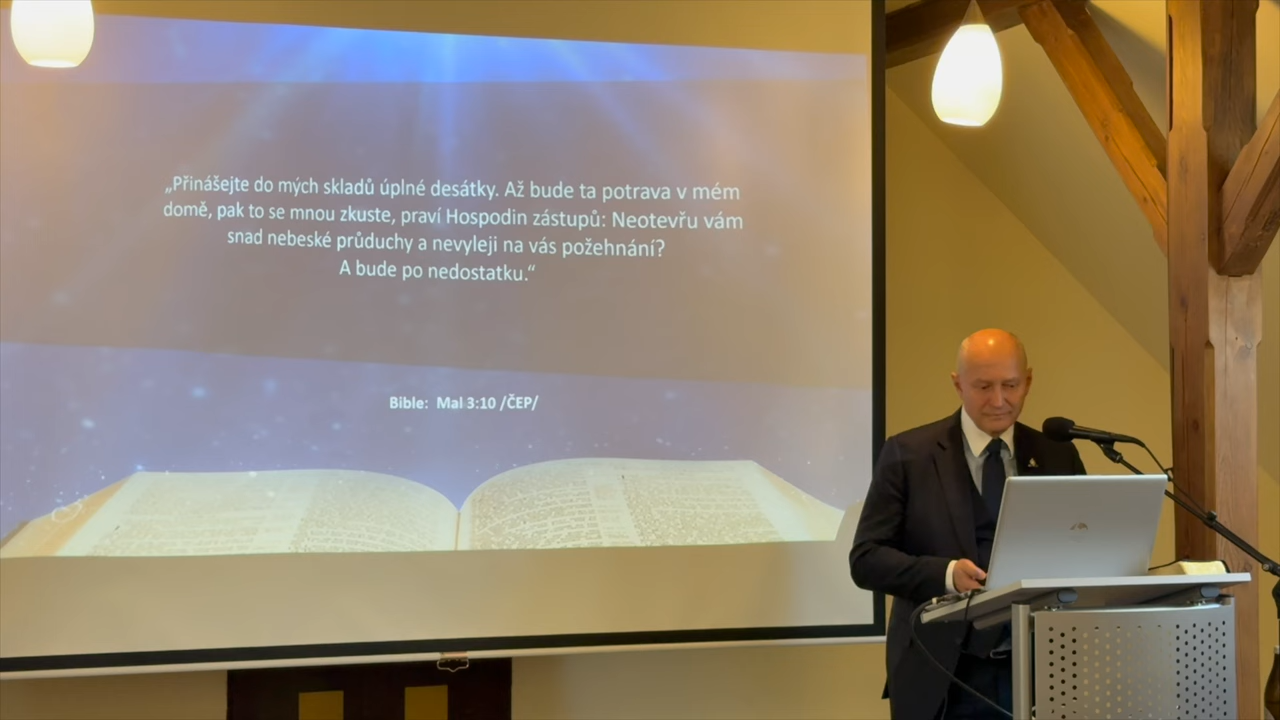 „Přinášejte do mých skladů úplné desátky. Až bude ta potrava v mém
domě, pak to se mnou zkuste, praví Hospodin zástupů: Neotevřu vám
snad nebeské průduchy a nevyleji na vás požehnání?
A bude po nedostatku.“
Bible: Mal 3:10 /ČEP/